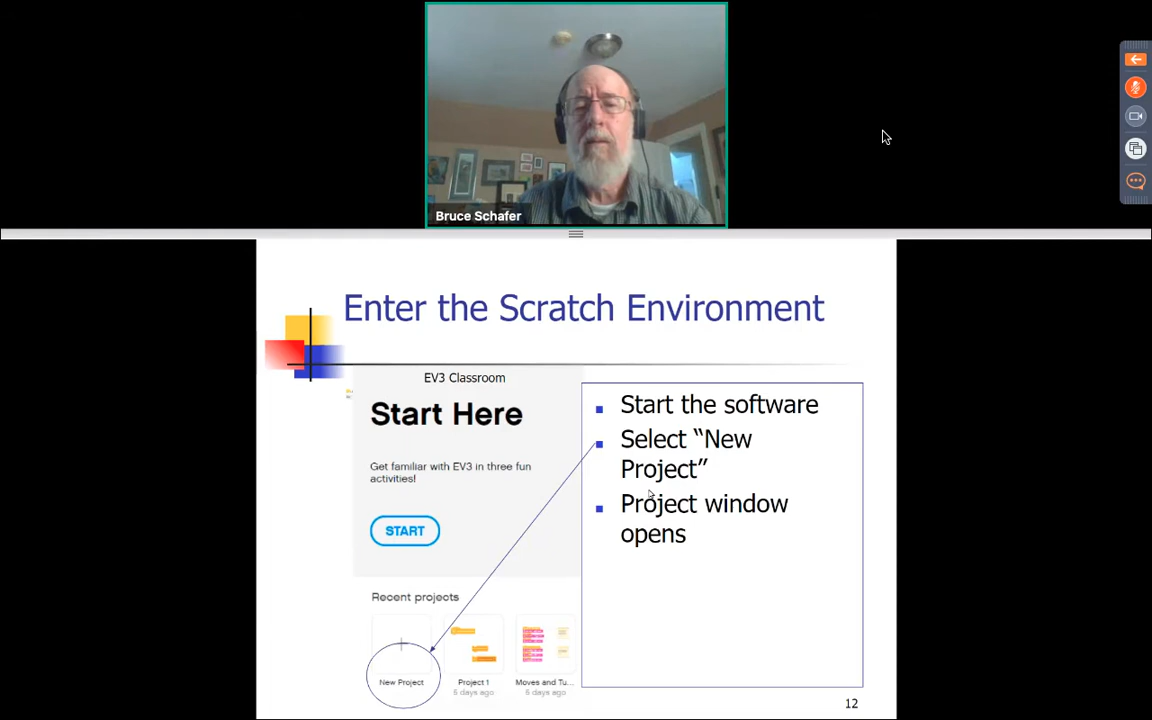 Bruce Schafer
Enter the Scratch Environment
EV3 Classroom
Start Here
Get familiar with EV3 in three fun
activities!
START
Recent projects
New Project
Project 1
5 days ago
Moves and Tu...
5 days ago
Start the software
Select “New
Project”
Project window
opens
12